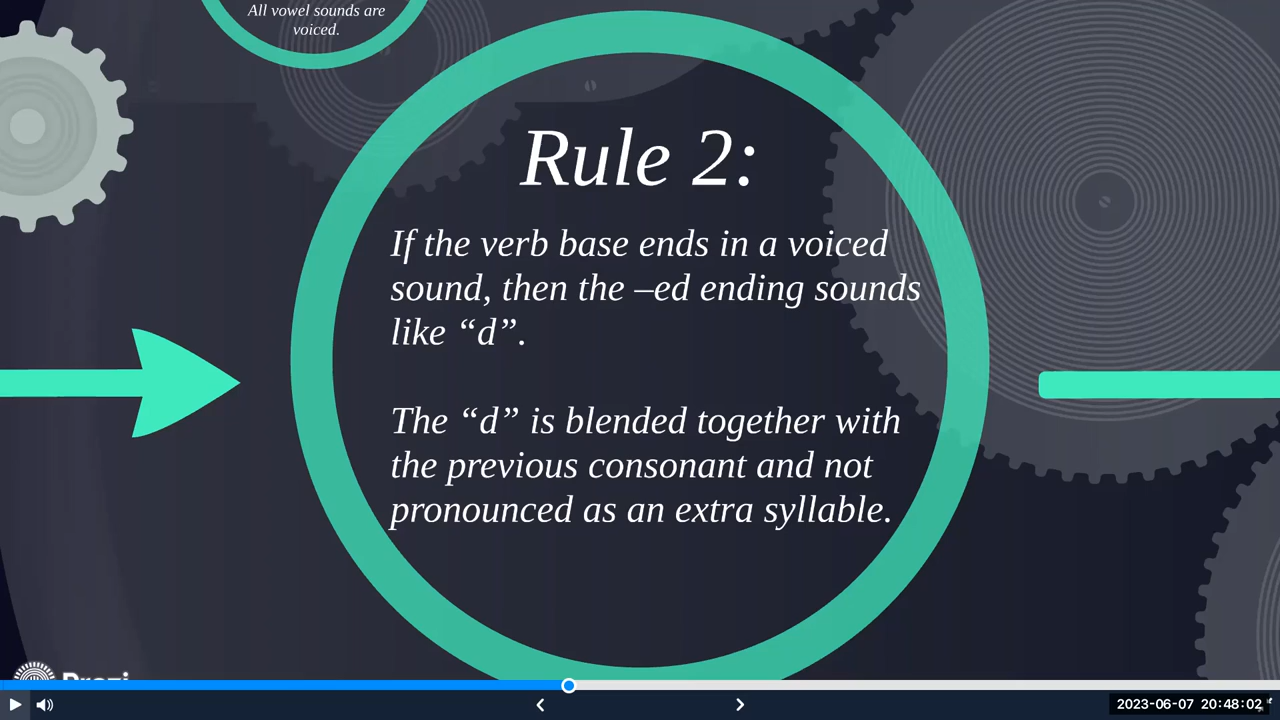 All vowel sounds are
voiced.
Rule 2:
If the verb base ends in a voiced
sound, then the –ed ending sounds
like “d”.
The “d” is blended together with
the previous consonant and not
pronounced as an extra syllable.
Prezi
2023-06-07 20:48:02